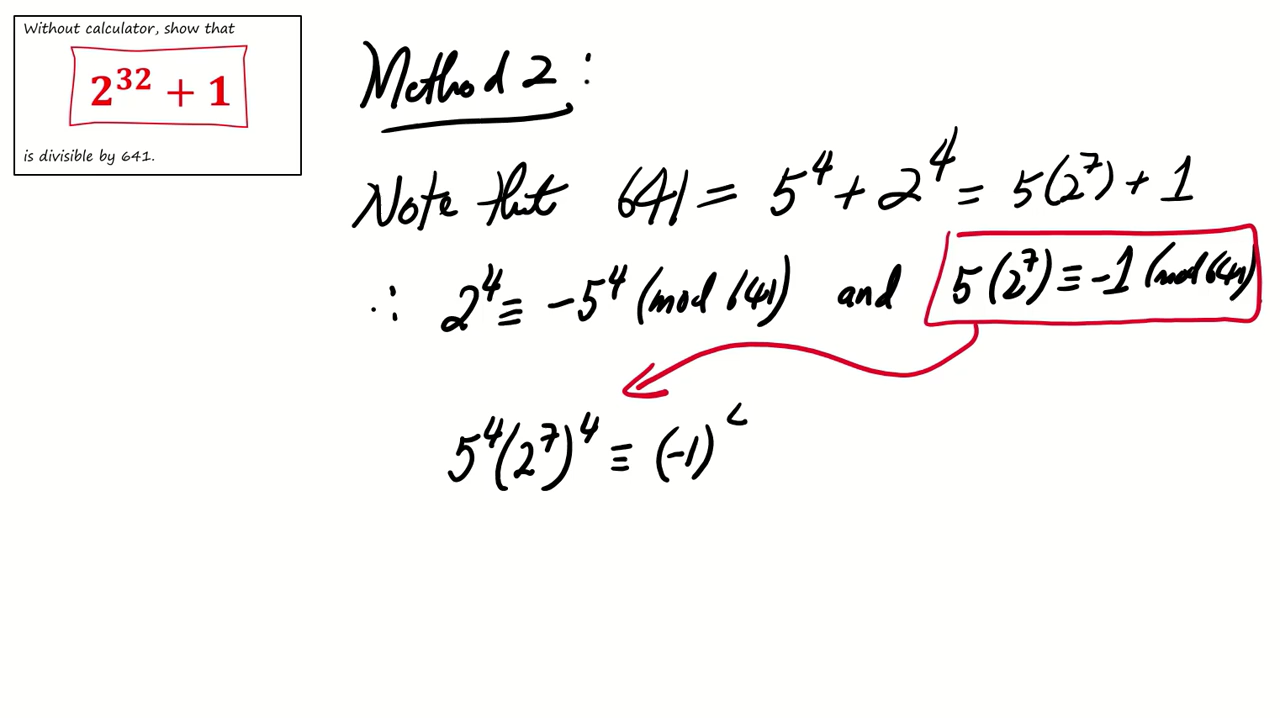 Without calculator, show that
2³² + 1
is divisible by 641.
Method 2 :
Note that 641 = 5⁴ + 2⁴ = 5(2⁷) + 1
∴ 2⁴ ≡ -5⁴ (mod 641) and 5(2⁷) ≡ -1 (mod 641)
5⁴(2⁷)⁴ ≡ (-1)